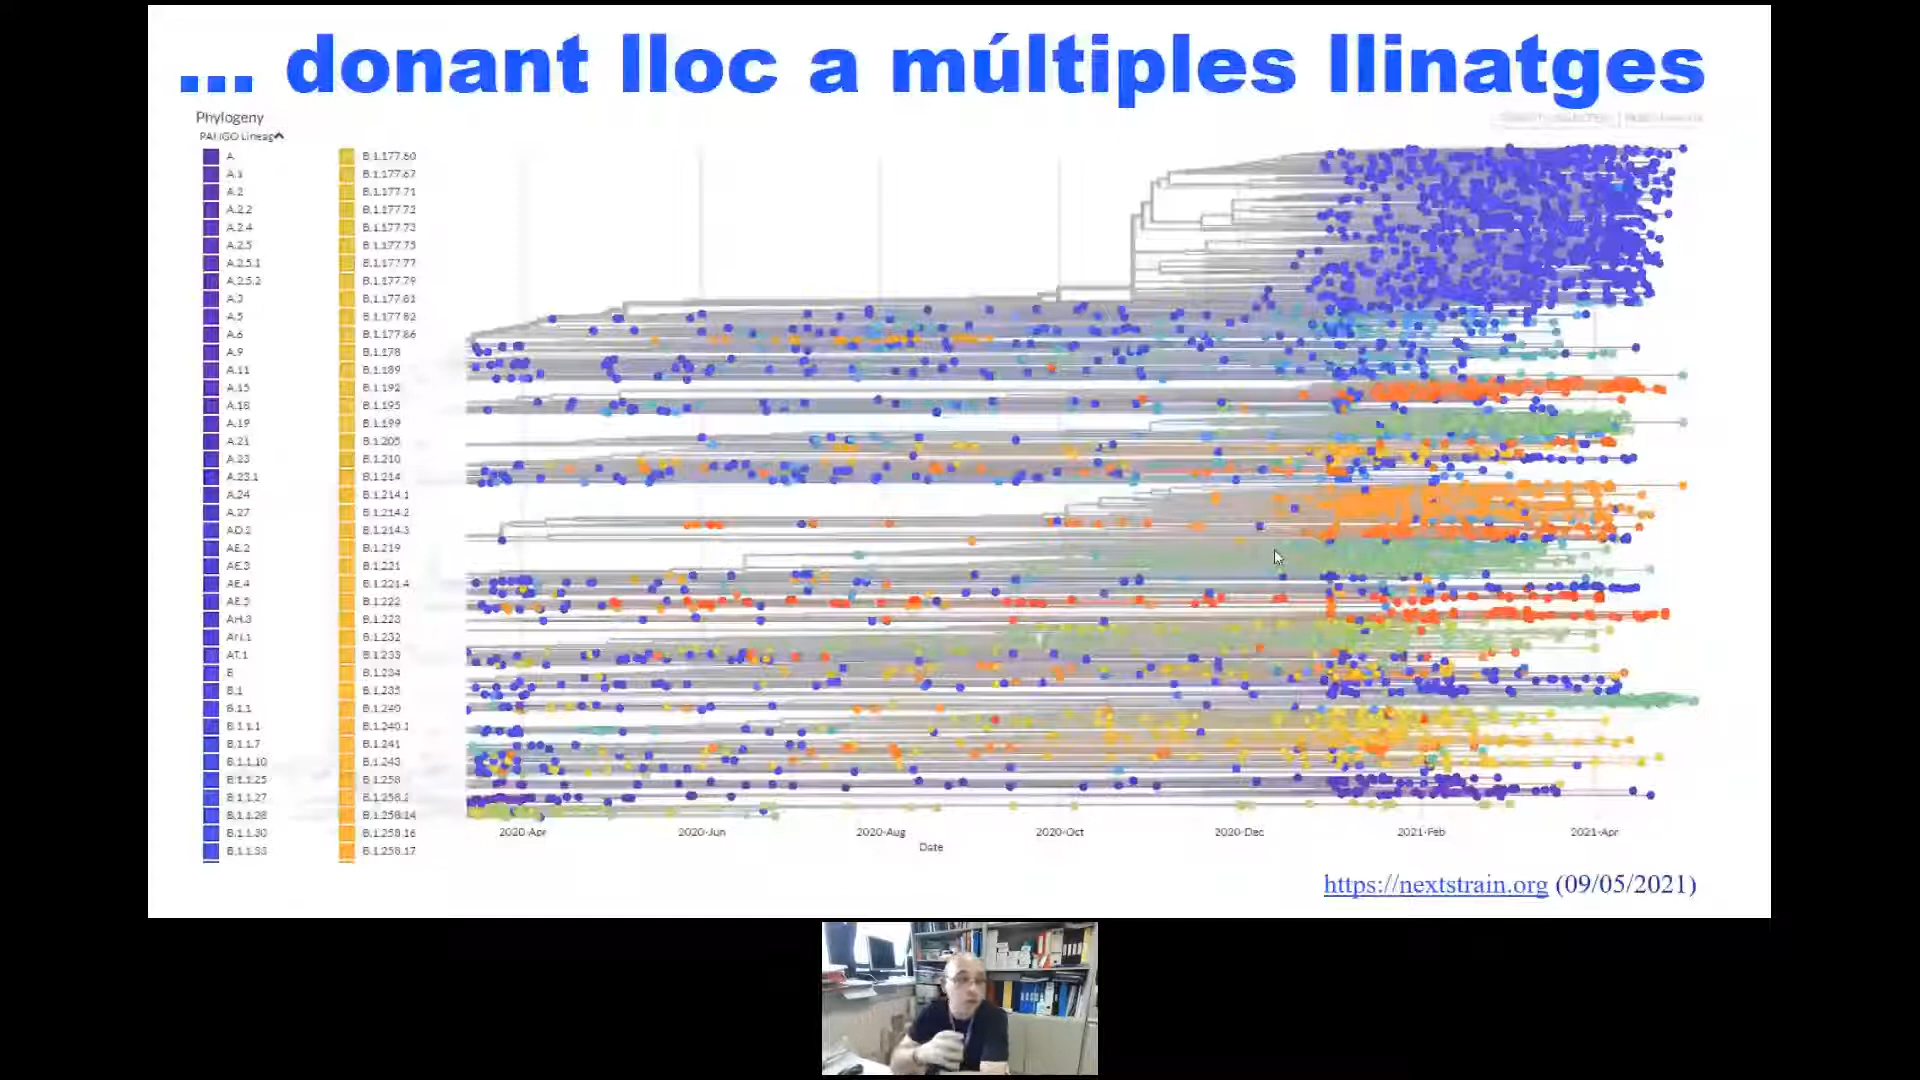 ... donant lloc a múltiples llinatges
Phylogeny
A
A.1
A.2
A.2.2
A.2.4
A.2.5
A.2.5.1
A.2.5.2
A.3
A.5
A.6
A.9
A.11
A.15
A.18
A.19
A.21
A.23
A.23.1
A.24
A.27
AD.2
AE.2
AE.3
AE.4
AE.5
AH.3
AT.1
B
B.1
B.1.1
B.1.1.1
B.1.1.7
B.1.1.10
B.1.1.25
B.1.1.27
B.1.1.28
B.1.1.30
B.1.1.33
B.1.177.60
B.1.177.67
B.1.177.71
B.1.177.72
B.1.177.73
B.1.177.75
B.1.177.77
B.1.177.79
B.1.177.81
B.1.177.82
B.1.177.86
B.1.178
B.1.189
B.1.192
B.1.195
B.1.199
B.1.205
B.1.210
B.1.214
B.1.214.1
B.1.214.2
B.1.214.3
B.1.219
B.1.221
B.1.221.4
B.1.222
B.1.223
B.1.232
B.1.233
B.1.234
B.1.235
B.1.240
B.1.240.1
B.1.241
B.1.243
B.1.258
B.1.258.14
B.1.258.16
B.1.258.17
2020-Apr 2020-Jun 2020-Aug 2020-Oct 2020-Dec 2021-Feb 2021-Apr
Date
https://nextstrain.org (09/05/2021)